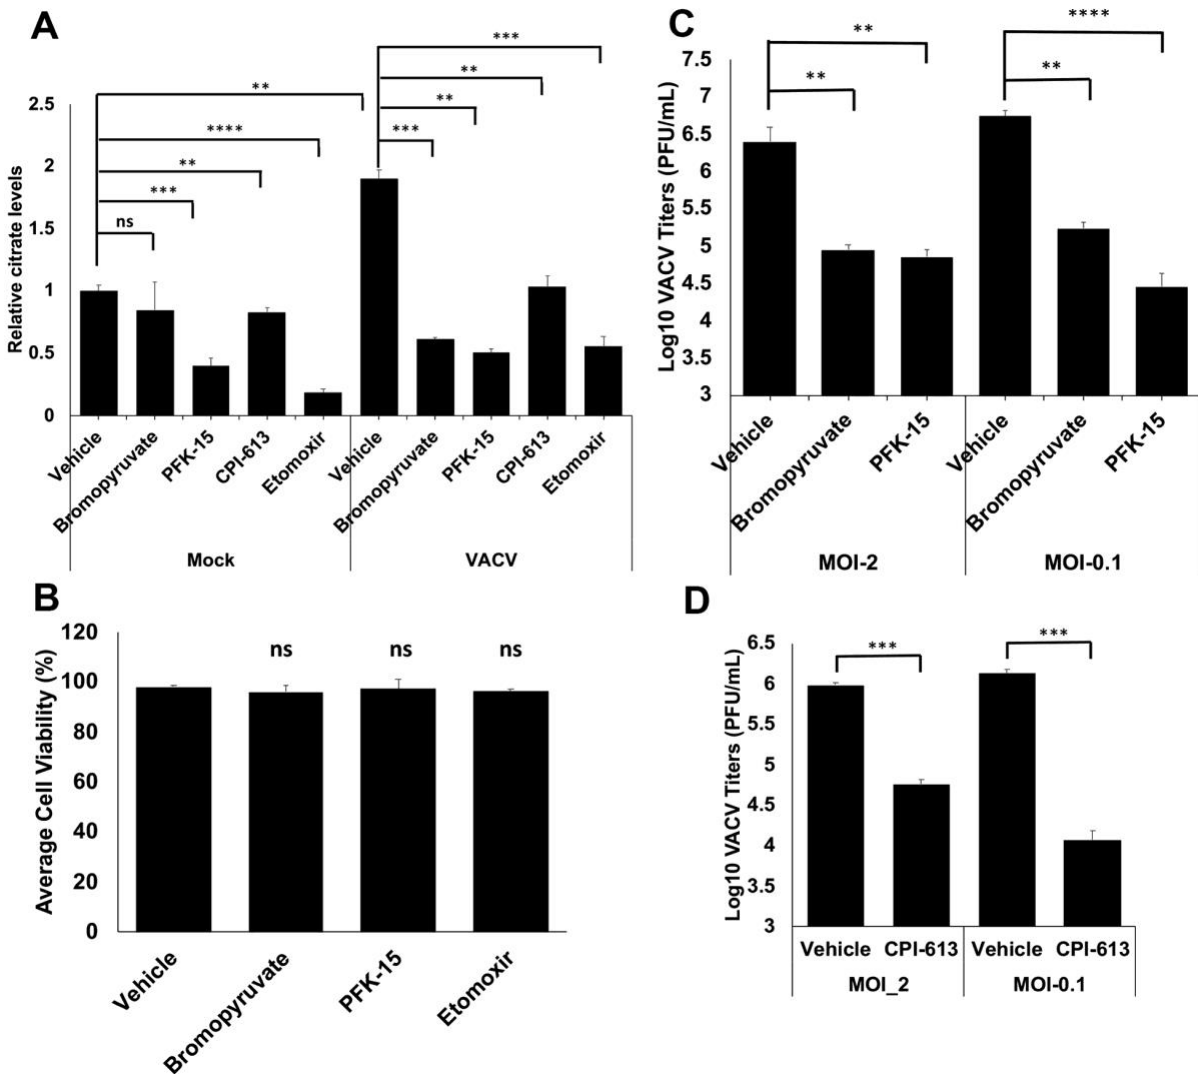 A
***
**
**
**
****
***
**
***
ns
Relative citrate levels
2.5
2
1.5
1
0.5
0
Vehicle
Bromopyruvate
PFK-15
CPI-613
Etomoxir
Vehicle
Bromopyruvate
PFK-15
CPI-613
Etomoxir
Mock
VACV
B
Average Cell Viability (%)
120
100
80
60
40
20
0
ns
ns
ns
Vehicle
Bromopyruvate
PFK-15
Etomoxir
C
**
****
**
**
Log10 VACV Titers (PFU/mL)
7.5
7
6.5
6
5.5
5
4.5
4
3.5
3
Vehicle
Bromopyruvate
PFK-15
Vehicle
Bromopyruvate
PFK-15
MOI-2
MOI-0.1
D
***
***
Log10 VACV Titers (PFU/mL)
6.5
6
5.5
5
4.5
4
3.5
3
Vehicle CPI-613 Vehicle CPI-613
MOI_2 MOI-0.1